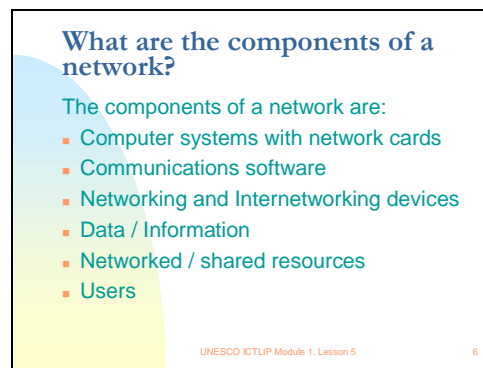 What are the components of a
network?
The components of a network are:
Computer systems with network cards
Communications software
Networking and Internetworking devices
Data / Information
Networked / shared resources
Users
UNESCO ICTLIP Module 1. Lesson 5 6